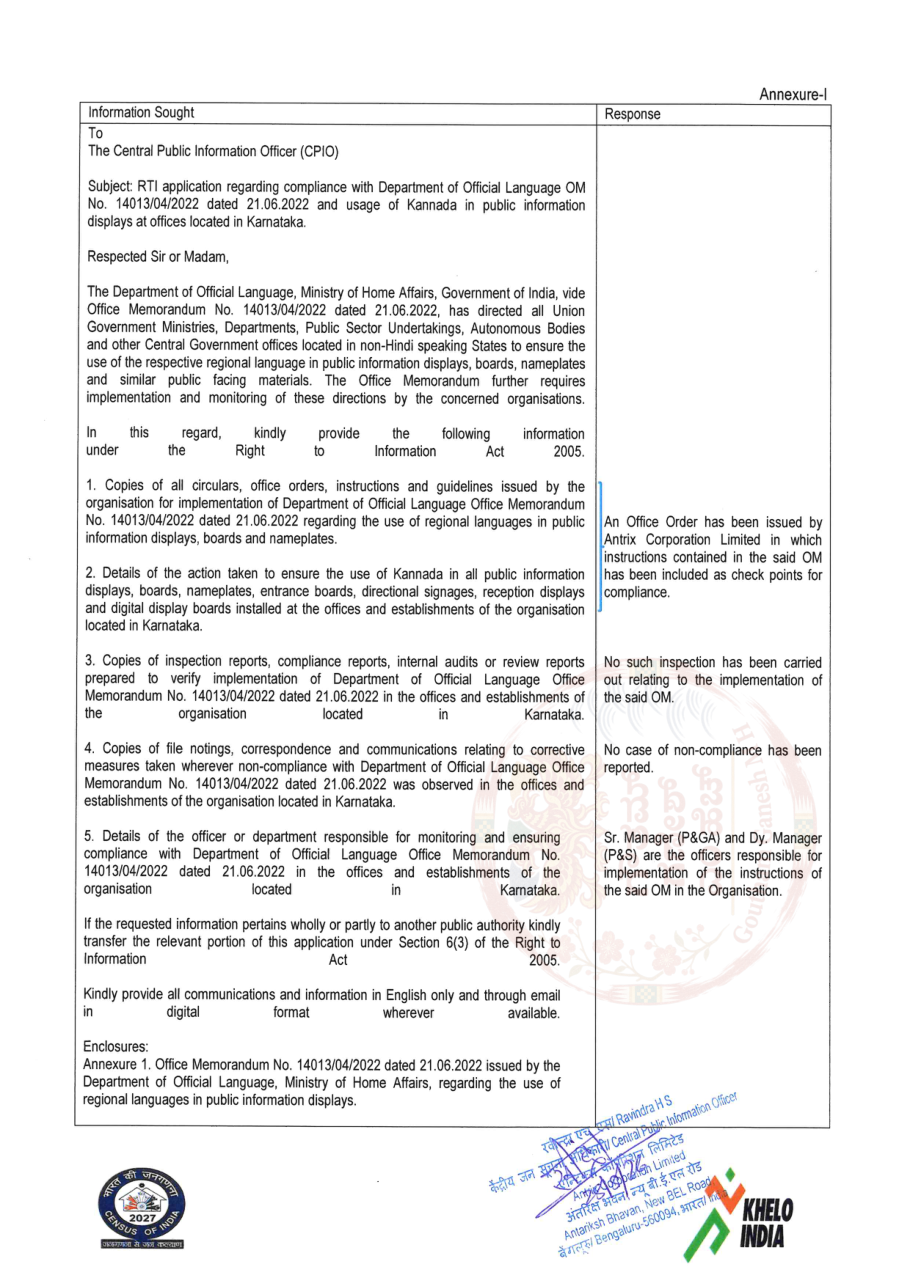 Annexure-I
Information Sought
Response
To
The Central Public Information Officer (CPIO)
Subject: RTI application regarding compliance with Department of Official Language OM
No. 14013/04/2022 dated 21.06.2022 and usage of Kannada in public information
displays at offices located in Karnataka.
Respected Sir or Madam,
The Department of Official Language, Ministry of Home Affairs, Government of India, vide
Office Memorandum No. 14013/04/2022 dated 21.06.2022, has directed all Union
Government Ministries, Departments, Public Sector Undertakings, Autonomous Bodies
and other Central Government offices located in non-Hindi speaking States to ensure the
use of the respective regional language in public information displays, boards, nameplates
and similar public facing materials. The Office Memorandum further requires
implementation and monitoring of these directions by the concerned organisations.
In this regard, kindly provide the following information
under the Right to Information Act 2005.
1. Copies of all circulars, office orders, instructions and guidelines issued by the
organisation for implementation of Department of Official Language Office Memorandum
No. 14013/04/2022 dated 21.06.2022 regarding the use of regional languages in public
information displays, boards and nameplates.
2. Details of the action taken to ensure the use of Kannada in all public information
displays, boards, nameplates, entrance boards, directional signages, reception displays
and digital display boards installed at the offices and establishments of the organisation
located in Karnataka.
An Office Order has been issued by
Antrix Corporation Limited in which
instructions contained in the said OM
has been included as check points for
compliance.
3. Copies of inspection reports, compliance reports, internal audits or review reports
prepared to verify implementation of Department of Official Language Office
Memorandum No. 14013/04/2022 dated 21.06.2022 in the offices and establishments of
the organisation located in Karnataka.
No such inspection has been carried
out relating to the implementation of
the said OM.
4. Copies of file notings, correspondence and communications relating to corrective
measures taken wherever non-compliance with Department of Official Language Office
Memorandum No. 14013/04/2022 dated 21.06.2022 was observed in the offices and
establishments of the organisation located in Karnataka.
No case of non-compliance has been
reported.
5. Details of the officer or department responsible for monitoring and ensuring
compliance with Department of Official Language Office Memorandum No.
14013/04/2022 dated 21.06.2022 in the offices and establishments of the
organisation located in Karnataka.
Sr. Manager (P&GA) and Dy. Manager
(P&S) are the officers responsible for
implementation of the instructions of
the said OM in the Organisation.
If the requested information pertains wholly or partly to another public authority kindly
transfer the relevant portion of this application under Section 6(3) of the Right to
Information Act 2005.
Kindly provide all communications and information in English only and through email
in digital format wherever available.
Enclosures:
Annexure 1. Office Memorandum No. 14013/04/2022 dated 21.06.2022 issued by the
Department of Official Language, Ministry of Home Affairs, regarding the use of
regional languages in public information displays.
रवीन्द्र एच एस/ Ravindra H S
केंद्रीय जन सूचना अधिकारी/ Central Public Information Officer
कॉर्पोरेशन लिमिटेड
Limited
अंतरिक्ष भवन/ न्यू बी.ई.एल रोड
Antariksh Bhavan, New BEL Road
बेंगलूरु/ Bengaluru-560094, भारत/ India
भारत की जनगणना
2027
CENSUS OF INDIA
जनगणना से जन कल्याण
KHELO
INDIA